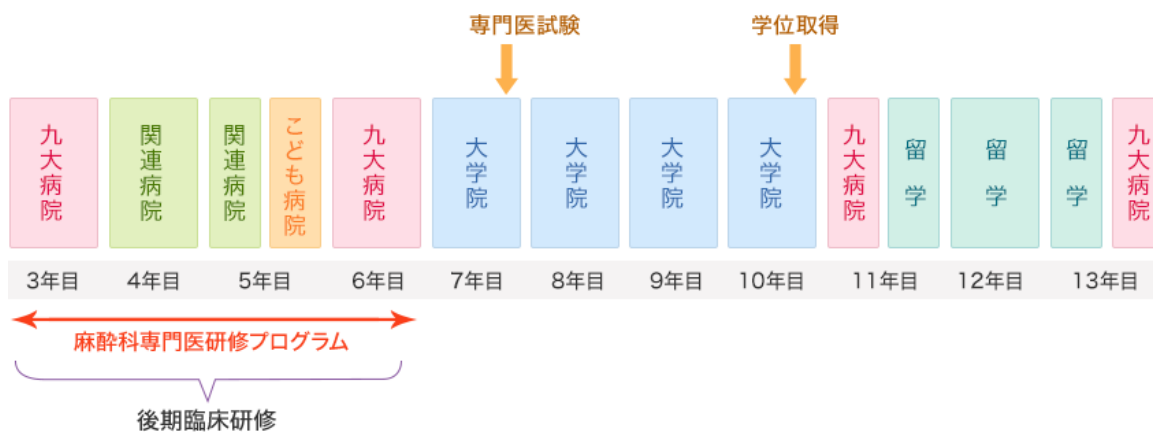 専門医試験
学位取得
九大病院
関連病院
関連病院
こども病院
九大病院
大学院
大学院
大学院
大学院
九大病院
留学
留学
留学
九大病院
3年目
4年目
5年目
6年目
7年目
8年目
9年目
10年目
11年目
12年目
13年目
麻酔科専門医研修プログラム
後期臨床研修